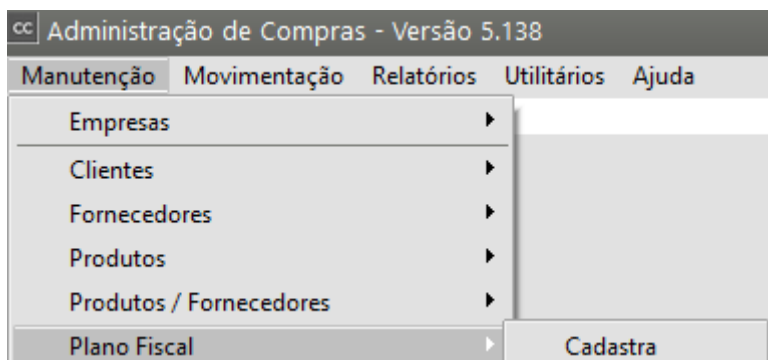 cc Administração de Compras - Versão 5.138
Manutenção Movimentação Relatórios Utilitários Ajuda
Empresas
Clientes
Fornecedores
Produtos
Produtos / Fornecedores
Plano Fiscal Cadastra